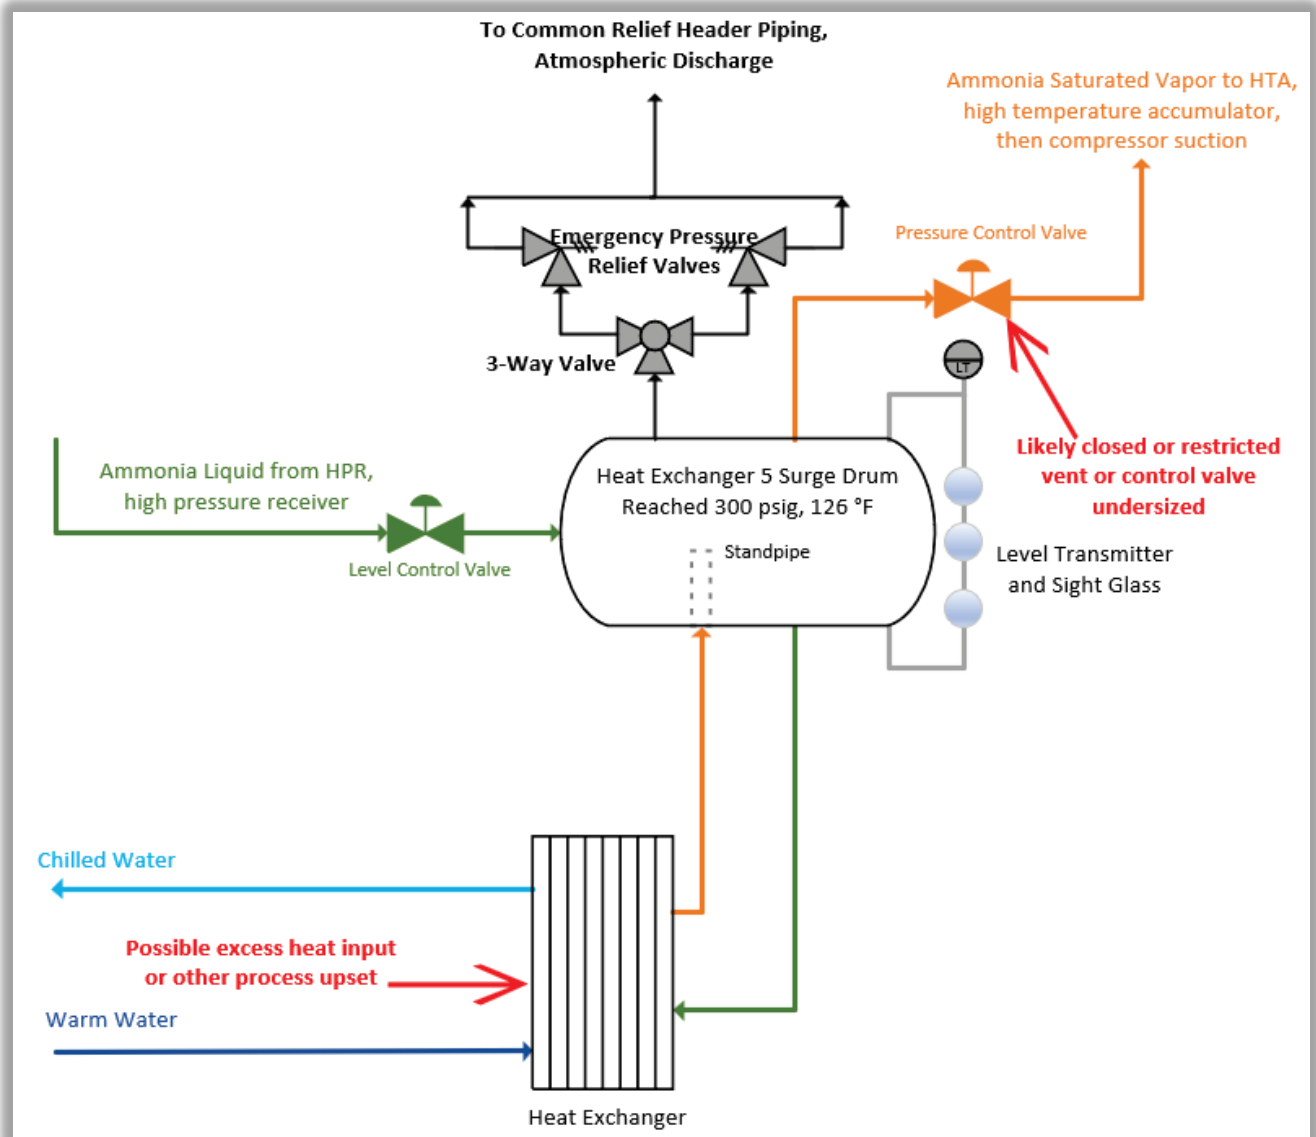 To Common Relief Header Piping,
Atmospheric Discharge
Ammonia Saturated Vapor to HTA,
high temperature accumulator,
then compressor suction
Emergency Pressure
Relief Valves
Pressure Control Valve
3-Way Valve
LT
Likely closed or restricted
vent or control valve
undersized
Ammonia Liquid from HPR,
high pressure receiver
Level Control Valve
Heat Exchanger 5 Surge Drum
Reached 300 psig, 126 °F
Standpipe
Level Transmitter
and Sight Glass
Chilled Water
Possible excess heat input
or other process upset
Warm Water
Heat Exchanger